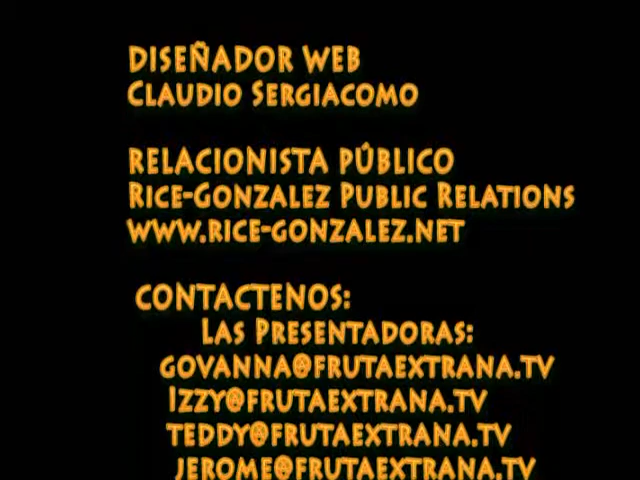 DISEÑADOR WEB
CLAUDIO SERGIACOMO
RELACIONISTA PÚBLICO
RICE-GONZALEZ PUBLIC RELATIONS
WWW.RICE-GONZALEZ.NET
CONTACTENOS:
LAS PRESENTADORAS:
GOVANNA@FRUTAEXTRANA.TV
IZZY@FRUTAEXTRANA.TV
TEDDY@FRUTAEXTRANA.TV
JEROME@FRUTAEXTRANA.TV